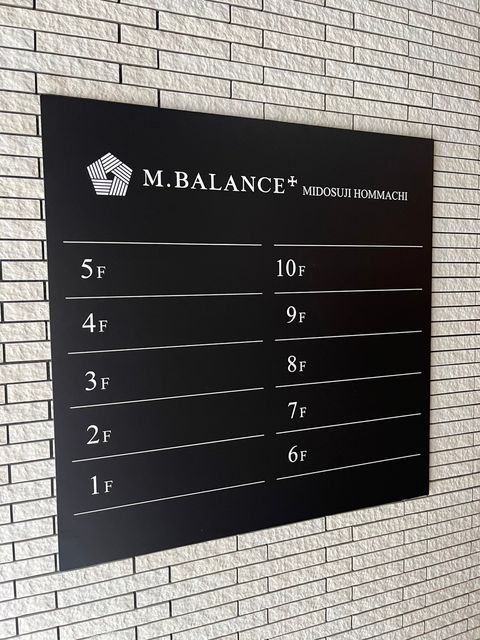 M.BALANCE+ MIDOSUJI HOMMACHI
5F
4F
3F
2F
1F
10F
9F
8F
7F
6F